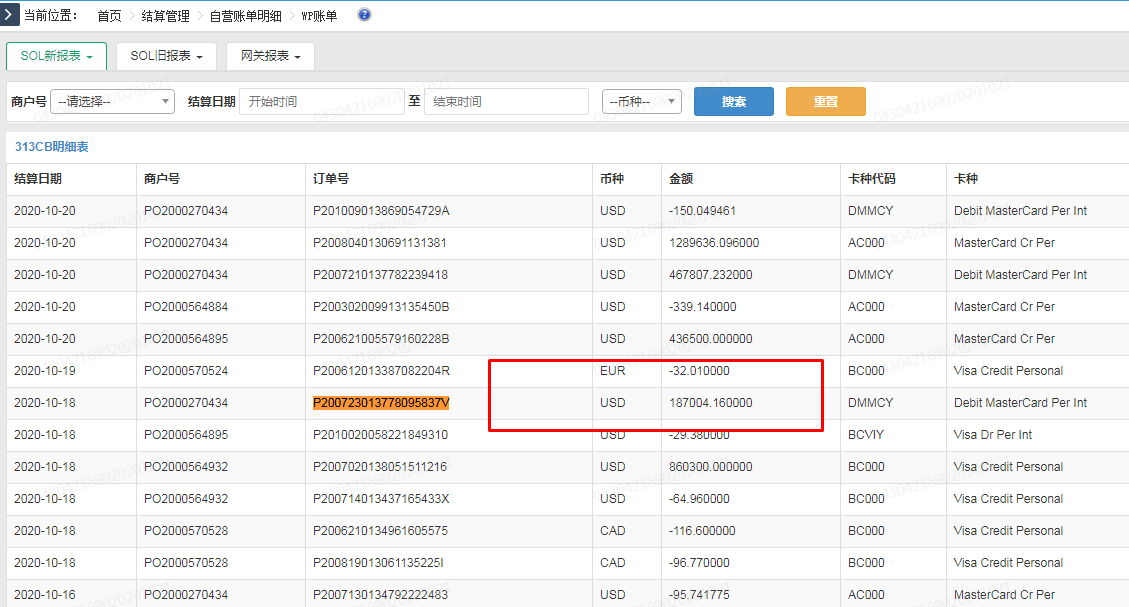 当前位置： 首页 结算管理 自营账单明细 WP账单
SOL新报表 SOL旧报表 网关报表
商户号 --请选择-- 结算日期 开始时间 至 结束时间 --币种-- 搜索 重置
313CB明细表
结算日期 商户号 订单号 币种 金额 卡种代码 卡种
2020-10-20 PO2000270434 P201009013869054729A USD -150.049461 DMMCY Debit MasterCard Per Int
2020-10-20 PO2000270434 P2008040130691131381 USD 1289636.096000 AC000 MasterCard Cr Per
2020-10-20 PO2000270434 P2007210137782239418 USD 467807.232000 DMMCY Debit MasterCard Per Int
2020-10-20 PO2000564884 P200302009913135450B USD -339.140000 AC000 MasterCard Cr Per
2020-10-20 PO2000564895 P200621005579160228B USD 436500.000000 AC000 MasterCard Cr Per
2020-10-19 PO2000570524 P200612013387082204R EUR -32.010000 BC000 Visa Credit Personal
2020-10-18 PO2000270434 P200723013778095837V USD 187004.160000 DMMCY Debit MasterCard Per Int
2020-10-18 PO2000564895 P2010020058221849310 USD -29.380000 BCVIY Visa Dr Per Int
2020-10-18 PO2000564932 P2007020138051511216 USD 860300.000000 BC000 Visa Credit Personal
2020-10-18 PO2000564932 P200714013437165433X USD -64.960000 BC000 Visa Credit Personal
2020-10-18 PO2000570528 P2006210134961605575 CAD -116.600000 BC000 Visa Credit Personal
2020-10-18 PO2000570528 P200819013061135225I CAD -96.770000 BC000 Visa Credit Personal
2020-10-16 PO2000270434 P2007130134792222483 USD -95.741775 AC000 MasterCard Cr Per